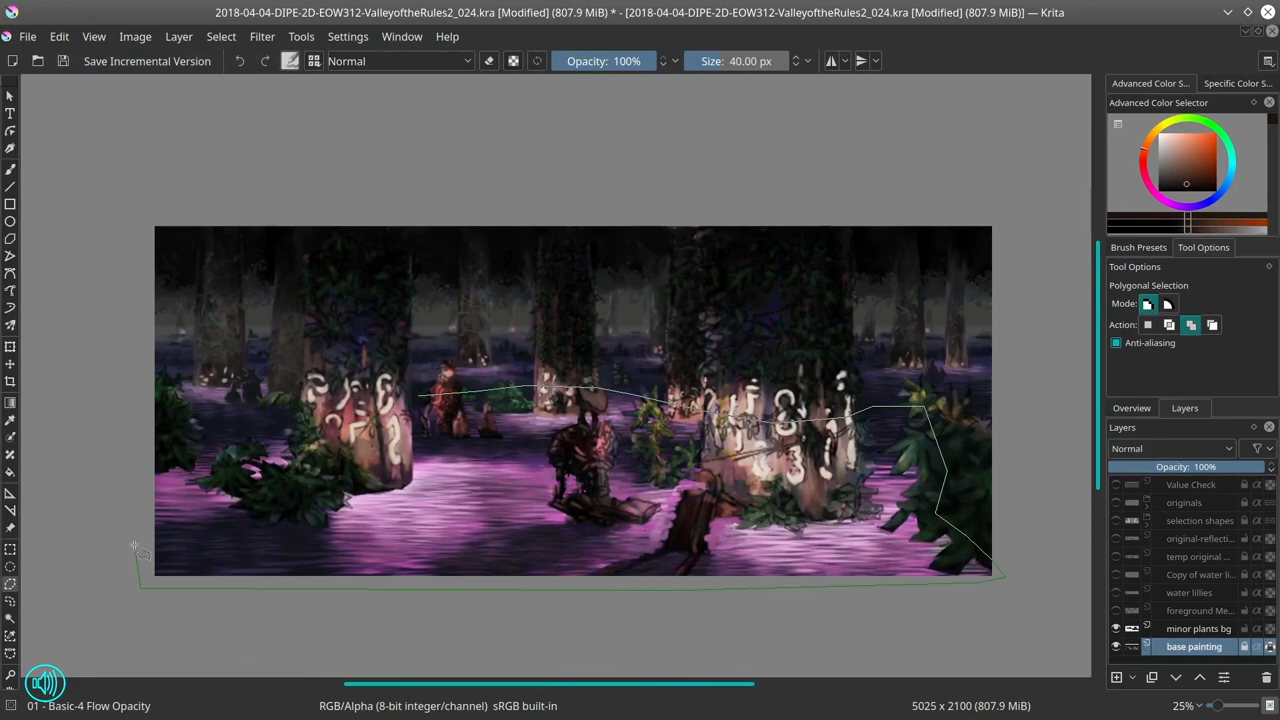 2018-04-04-DIPE-2D-EOW312-ValleyoftheRules2_024.kra [Modified] (807.9 MiB) * - [2018-04-04-DIPE-2D-EOW312-ValleyoftheRules2_024.kra [Modified] (807.9 MiB)] — Krita
File Edit View Image Layer Select Filter Tools Settings Window Help
Save Incremental Version Normal Opacity: 100% Size: 40.00 px
Advanced Color S... Specific Color S...
Advanced Color Selector
Brush Presets Tool Options
Tool Options
Polygonal Selection
Mode:
Action:
Anti-aliasing
Overview Layers
Layers
Normal
Opacity: 100%
Value Check
originals
selection shapes
original-reflecti...
temp original ...
Copy of water li...
water lillies
foreground Me...
minor plants bg
base painting
01 - Basic-4 Flow Opacity RGB/Alpha (8-bit integer/channel) sRGB built-in 5025 x 2100 (807.9 MiB) 25%